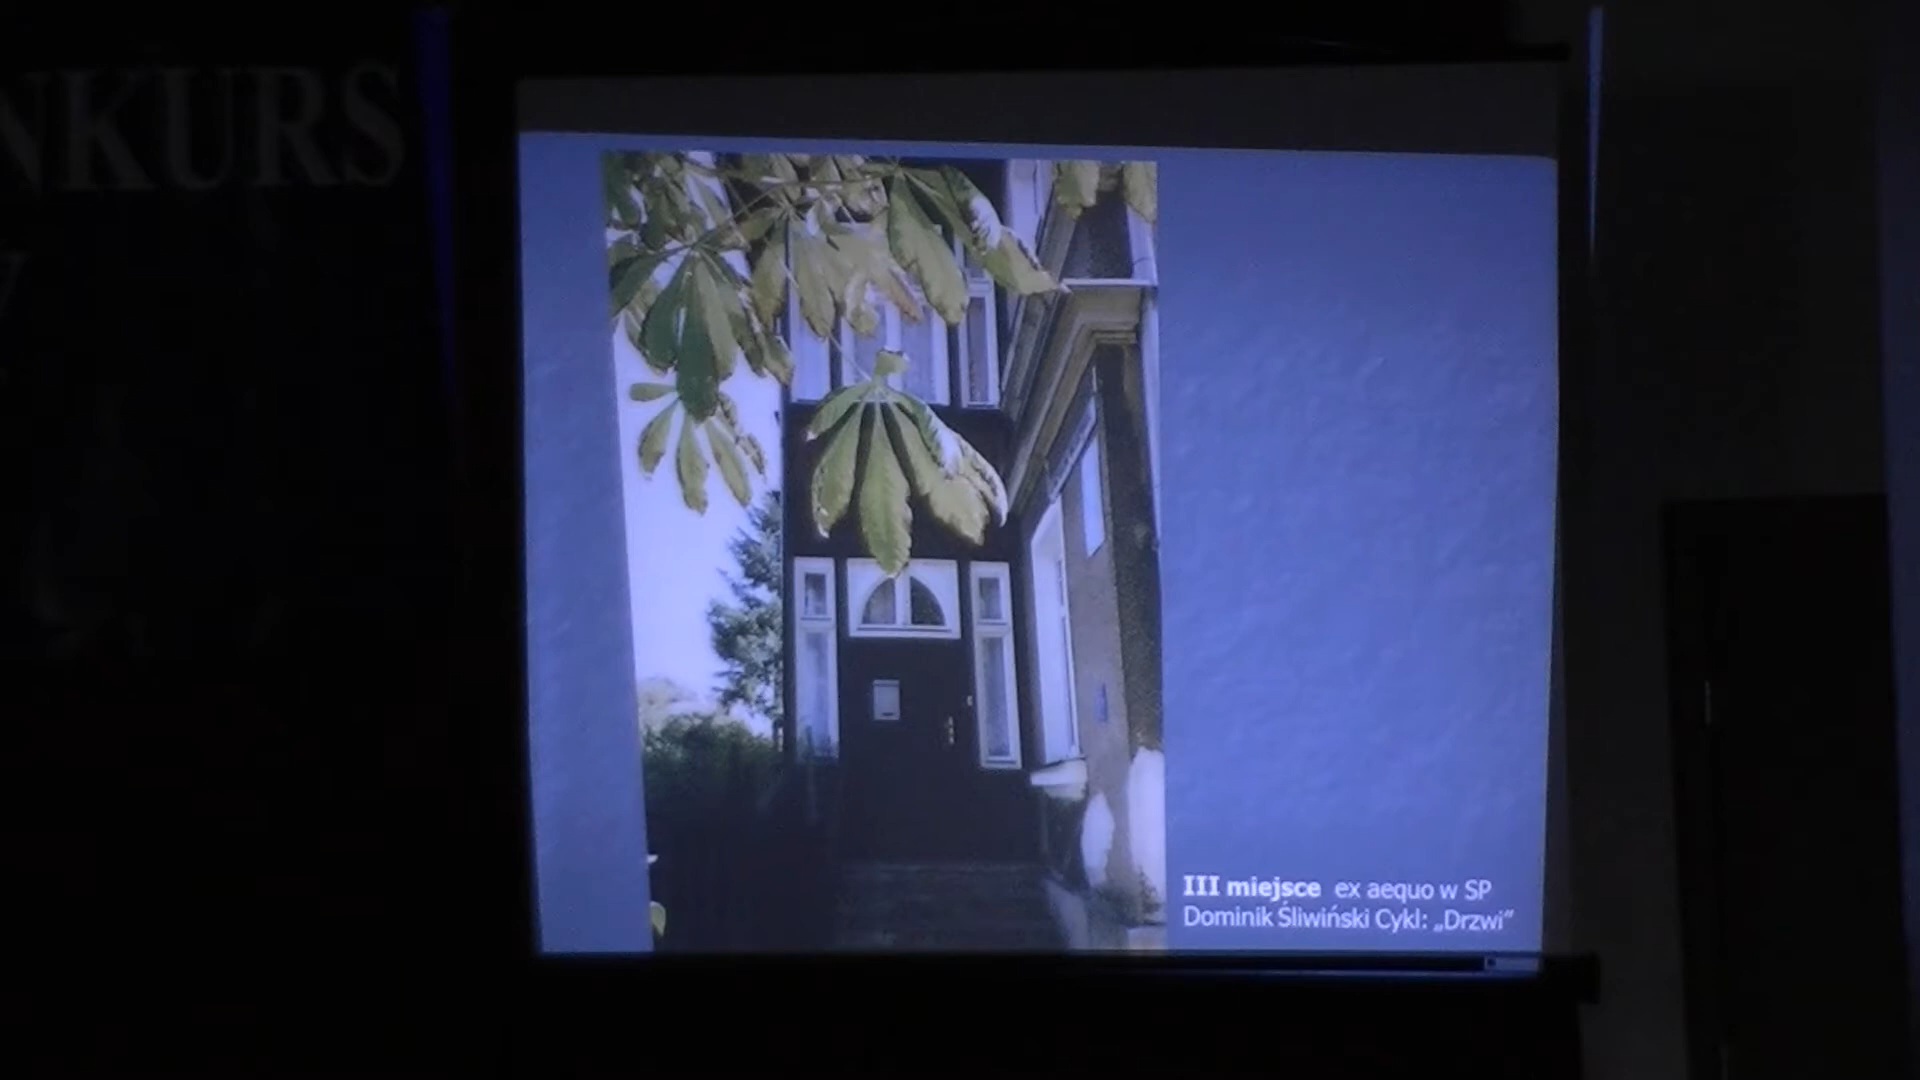 NKURS
III miejsce ex aequo w SP
Dominik Śliwiński Cykl: „Drzwi”